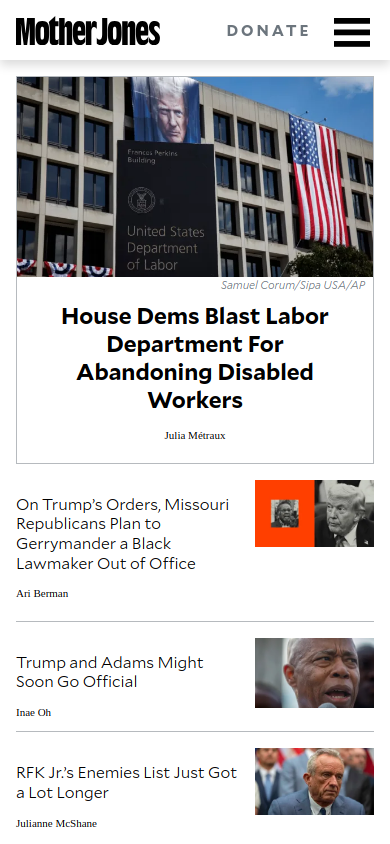 Mother Jones
DONATE
Frances Perkins
Building
United States
Department
of Labor
Samuel Corum/Sipa USA/AP
House Dems Blast Labor
Department For
Abandoning Disabled
Workers
Julia Métraux
On Trump’s Orders, Missouri
Republicans Plan to
Gerrymander a Black
Lawmaker Out of Office
Ari Berman
Trump and Adams Might
Soon Go Official
Inae Oh
RFK Jr.’s Enemies List Just Got
a Lot Longer
Julianne McShane